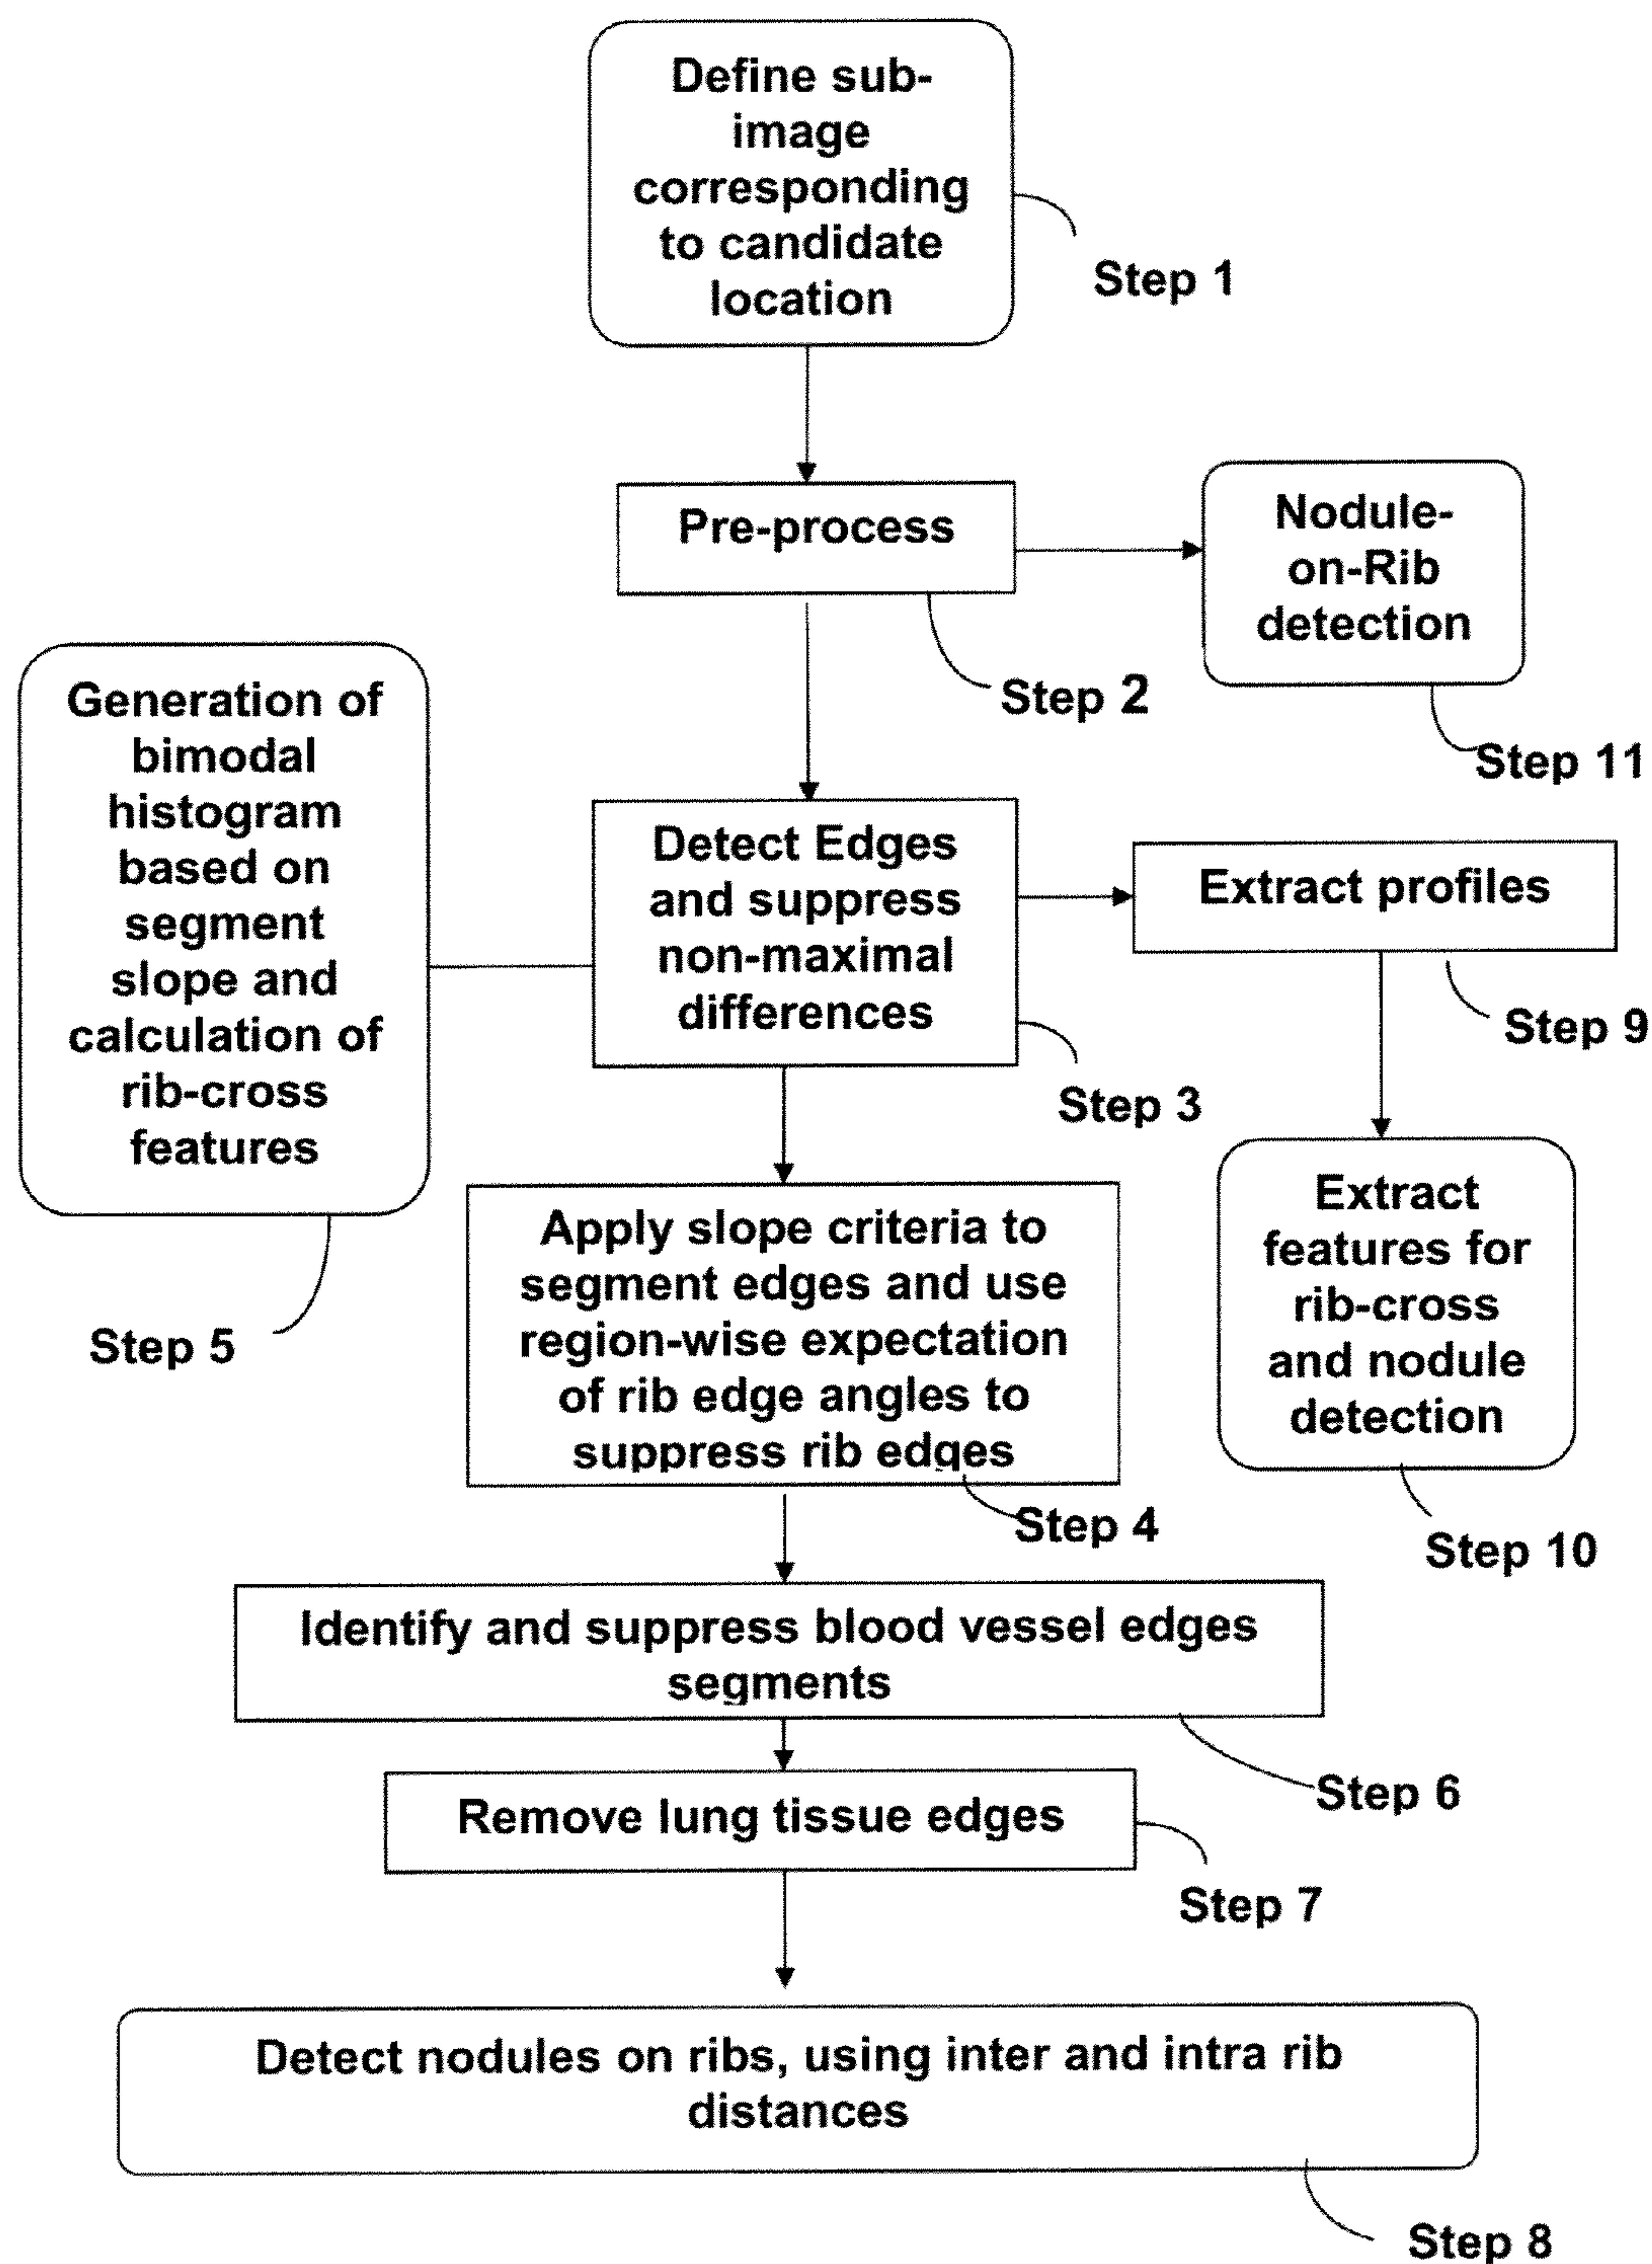 Define sub-
image
corresponding
to candidate
location
Step 1
Pre-process
Step 2
Nodule-
on-Rib
detection
Step 11
Generation of
bimodal
histogram
based on
segment
slope and
calculation of
rib-cross
features
Step 5
Detect Edges
and suppress
non-maximal
differences
Step 3
Extract profiles
Step 9
Extract
features for
rib-cross
and nodule
detection
Step 10
Apply slope criteria to
segment edges and use
region-wise expectation
of rib edge angles to
suppress rib edges
Step 4
Identify and suppress blood vessel edges
segments
Step 6
Remove lung tissue edges
Step 7
Detect nodules on ribs, using inter and intra rib
distances
Step 8